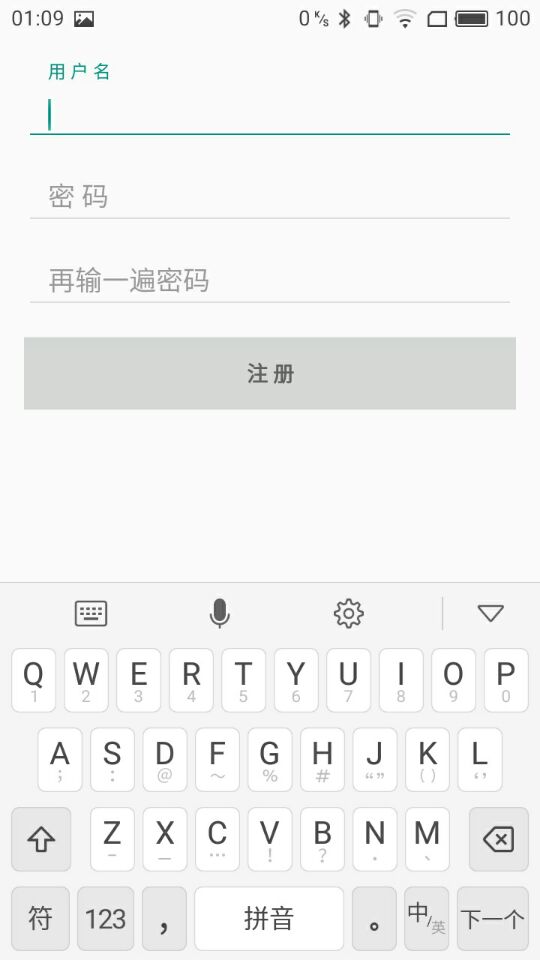 01:09 0 K/s 100
用户名
密码
再输一遍密码
注册
Q W E R T Y U I O P
1 2 3 4 5 6 7 8 9 0
A S D F G H J K L
; : @ ～ % # “” () ‘’
Z X C V B N M
– — … ! ? · 、
符 123 , 拼音 。 中/英 下一个